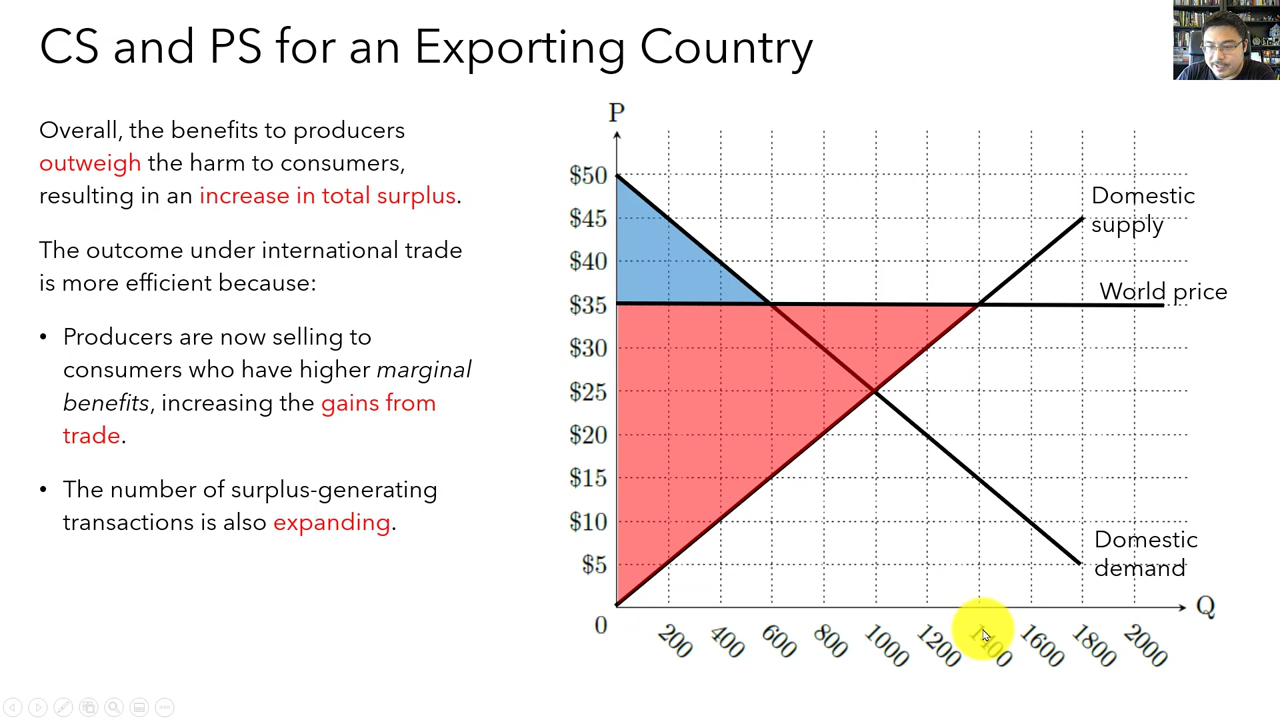 CS and PS for an Exporting Country
Overall, the benefits to producers
outweigh the harm to consumers,
resulting in an increase in total surplus.
The outcome under international trade
is more efficient because:
• Producers are now selling to
consumers who have higher marginal
benefits, increasing the gains from
trade.
• The number of surplus-generating
transactions is also expanding.
P
$50
$45
$40
$35
$30
$25
$20
$15
$10
$5
0
200
400
600
800
1000
1200
1400
1600
1800
2000
Q
Domestic
supply
World price
Domestic
demand